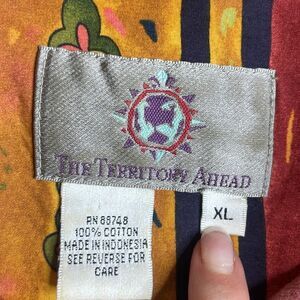 THE TERRITORY AHEAD
XL
RN 88748
100% COTTON
MADE IN INDONESIA
SEE REVERSE FOR
CARE